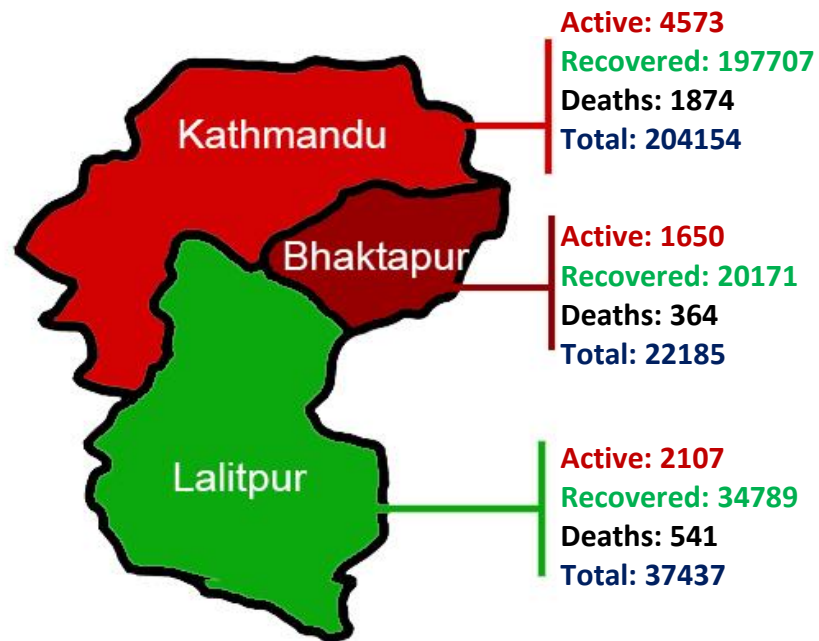 Kathmandu
Active: 4573
Recovered: 197707
Deaths: 1874
Total: 204154
Bhaktapur
Active: 1650
Recovered: 20171
Deaths: 364
Total: 22185
Lalitpur
Active: 2107
Recovered: 34789
Deaths: 541
Total: 37437